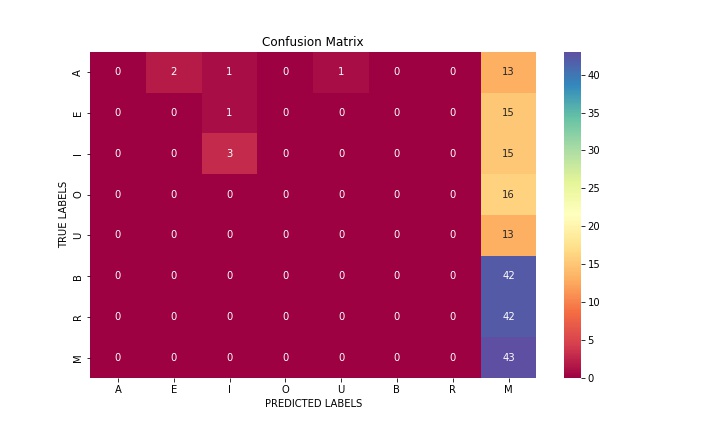 Confusion Matrix
A 0 2 1 0 1 0 0 13
E 0 0 1 0 0 0 0 15
I 0 0 3 0 0 0 0 15
O 0 0 0 0 0 0 0 16
U 0 0 0 0 0 0 0 13
B 0 0 0 0 0 0 0 42
R 0 0 0 0 0 0 0 42
M 0 0 0 0 0 0 0 43
A E I O U B R M
PREDICTED LABELS
TRUE LABELS
40
35
30
25
20
15
10
5
0